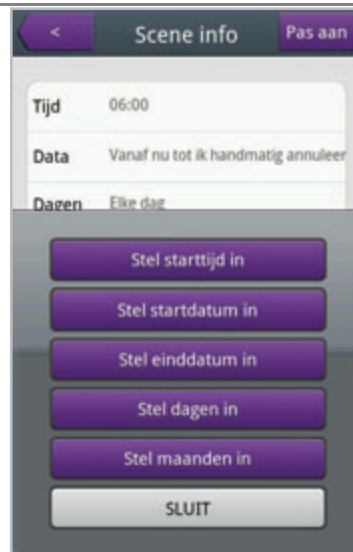 < Scene info Pas aan
Tijd 06:00
Data Vanaf nu tot ik handmatig annuleer
Dagen Elke dag
Stel starttijd in
Stel startdatum in
Stel einddatum in
Stel dagen in
Stel maanden in
SLUIT